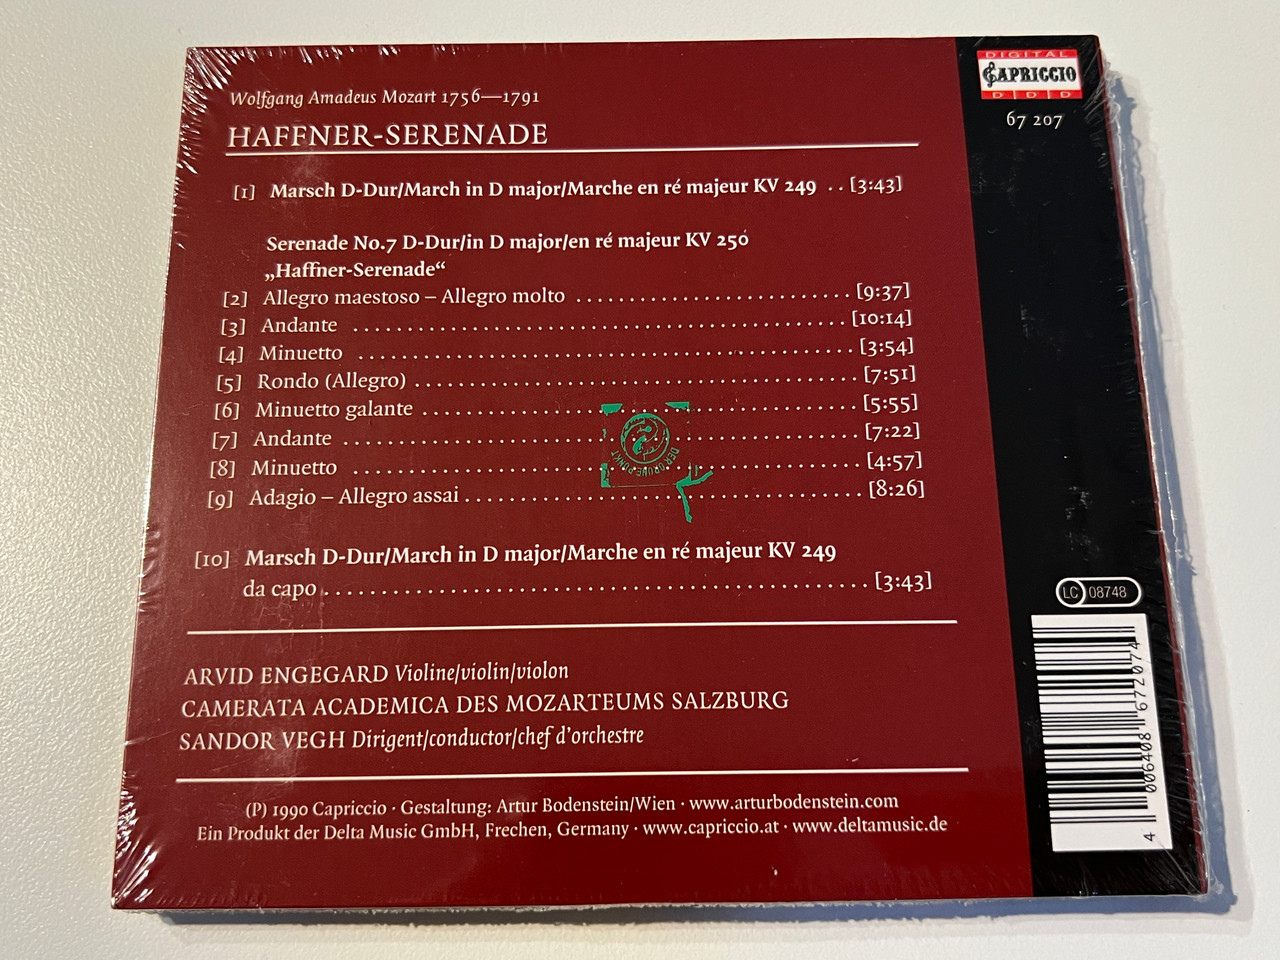 Wolfgang Amadeus Mozart 1756—1791
HAFFNER-SERENADE
[1] Marsch D-Dur/March in D major/Marche en ré majeur KV 249 .. [3:43]
Serenade No.7 D-Dur/in D major/en ré majeur KV 250
„Haffner-Serenade“
[2] Allegro maestoso – Allegro molto [9:37]
[3] Andante [10:14]
[4] Minuetto [3:54]
[5] Rondo (Allegro) [7:51]
[6] Minuetto galante [5:55]
[7] Andante [7:22]
[8] Minuetto [4:57]
[9] Adagio – Allegro assai [8:26]
[10] Marsch D-Dur/March in D major/Marche en ré majeur KV 249
da capo [3:43]
ARVID ENGEGARD Violine/violin/violon
CAMERATA ACADEMICA DES MOZARTEUMS SALZBURG
SANDOR VEGH Dirigent/conductor/chef d'orchestre
(P) 1990 Capriccio · Gestaltung: Artur Bodenstein/Wien · www.arturbodenstein.com
Ein Produkt der Delta Music GmbH, Frechen, Germany · www.capriccio.at · www.deltamusic.de
DIGITAL
CAPRICCIO
D|D|D
67 207
LC 08748
4 006408 672074
DER GRÜNE PUNKT